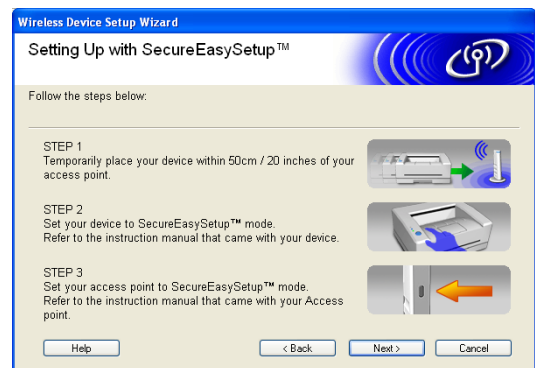 Wireless Device Setup Wizard
Setting Up with SecureEasySetup™
Follow the steps below:
STEP 1
Temporarily place your device within 50cm / 20 inches of your
access point.
STEP 2
Set your device to SecureEasySetup™ mode.
Refer to the instruction manual that came with your device.
STEP 3
Set your access point to SecureEasySetup™ mode.
Refer to the instruction manual that came with your Access
point.
Help
< Back
Next >
Cancel